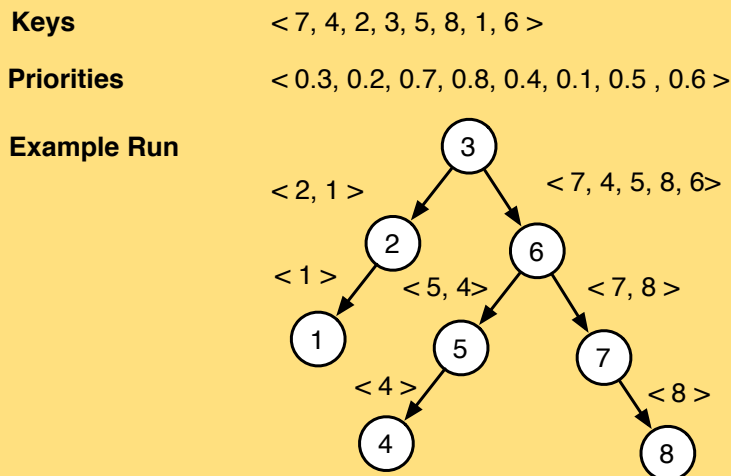 Keys < 7, 4, 2, 3, 5, 8, 1, 6 >
Priorities < 0.3, 0.2, 0.7, 0.8, 0.4, 0.1, 0.5 , 0.6 >
Example Run
3
< 2, 1 > < 7, 4, 5, 8, 6>
2 6
< 1 > < 5, 4> < 7, 8 >
1 5 7
< 4 > < 8 >
4 8